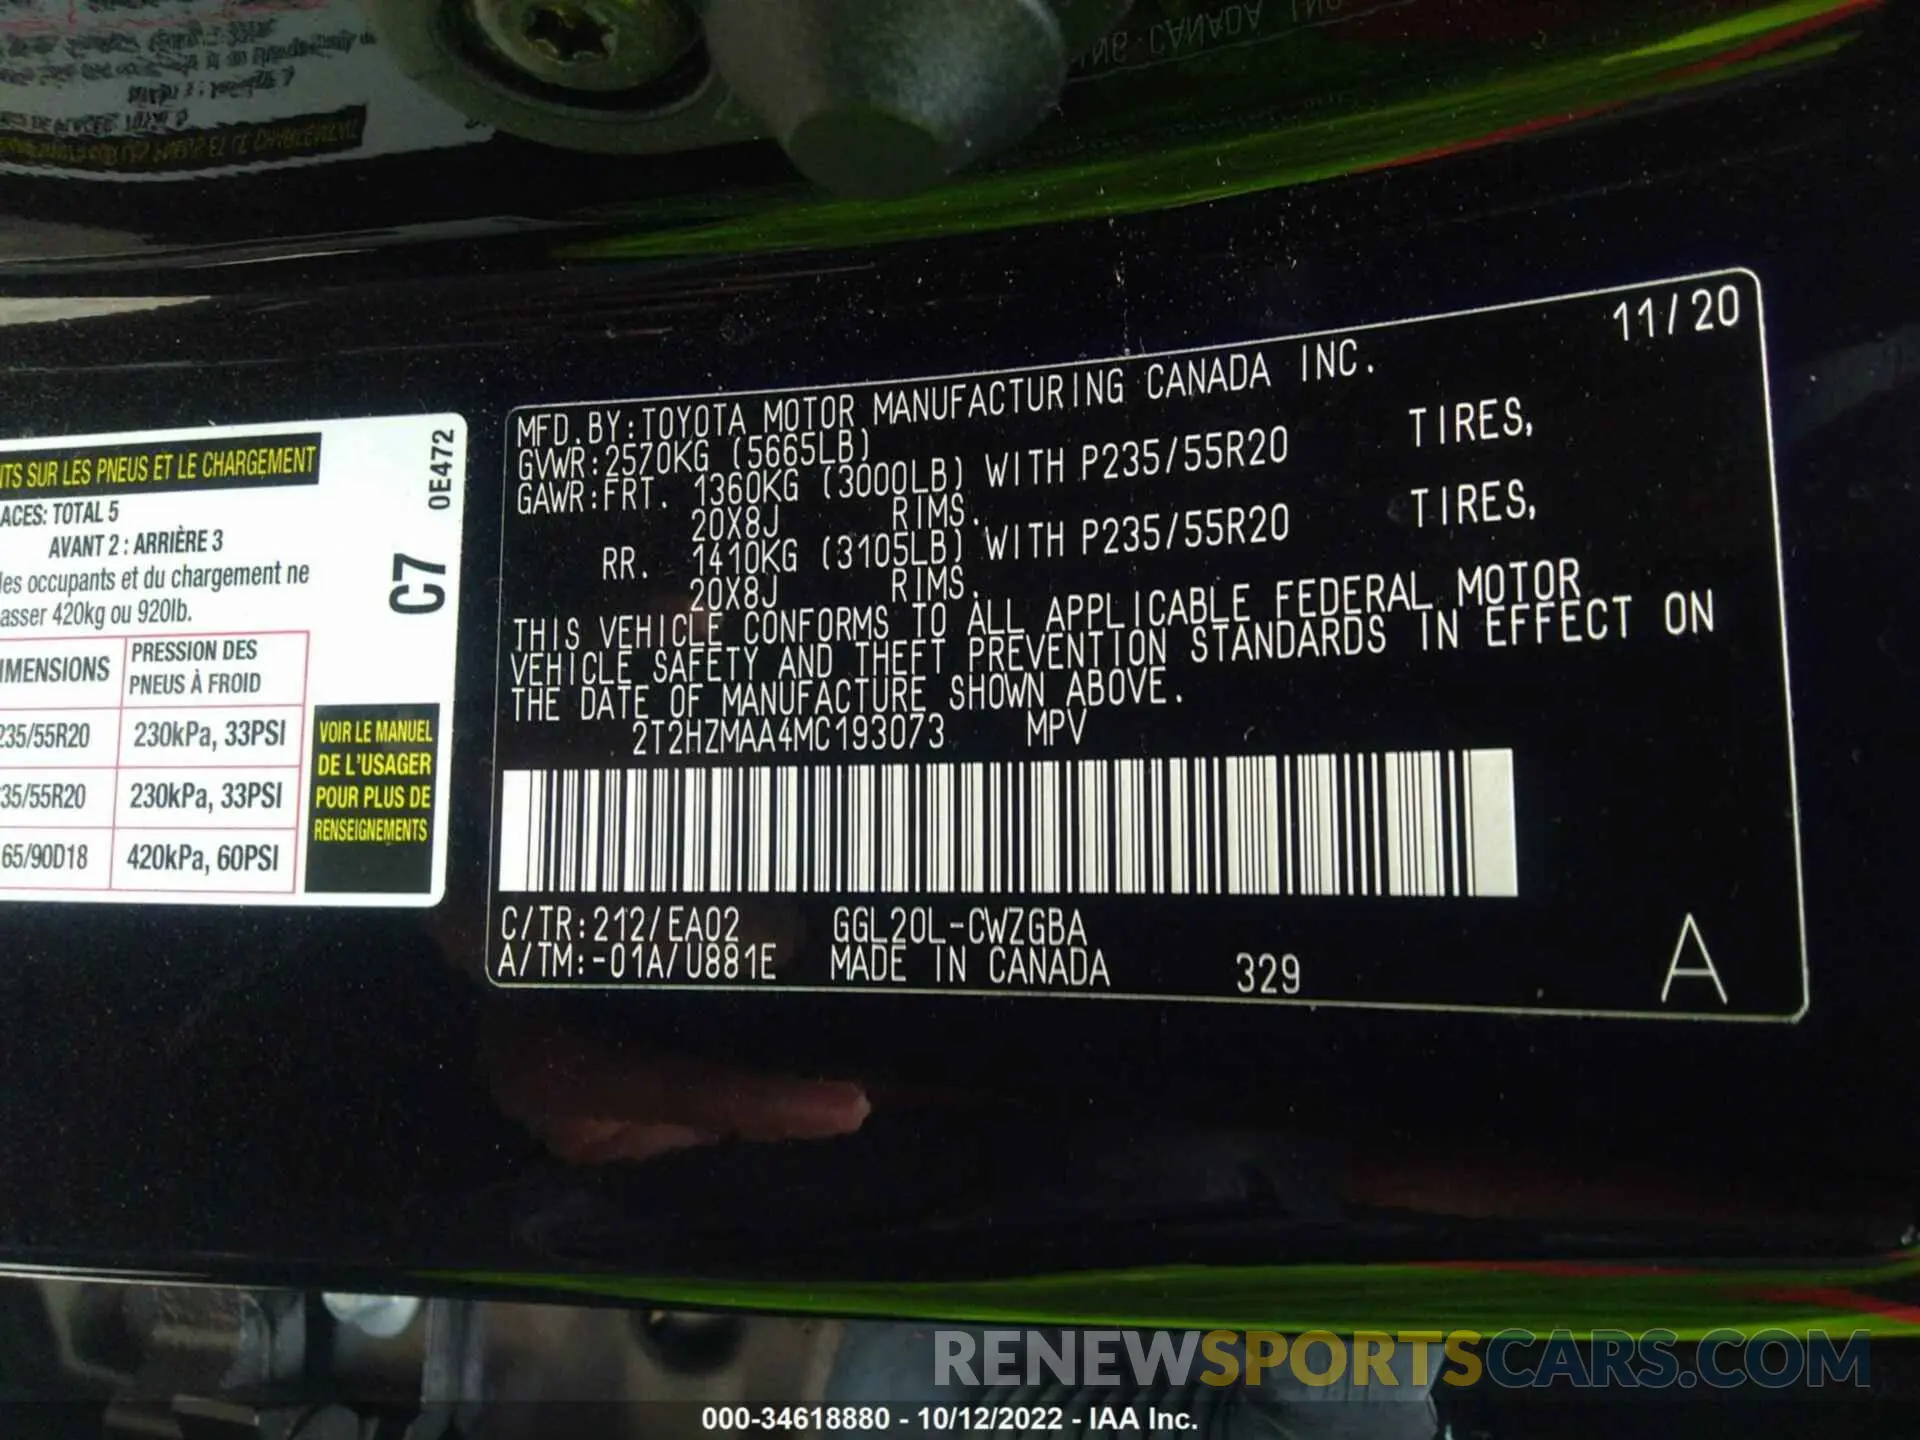 NTS SUR LES PNEUS ET LE CHARGEMENT
ACES: TOTAL 5
AVANT 2 : ARRIÈRE 3
les occupants et du chargement ne
asser 420kg ou 920lb.
IMENSIONS
PRESSION DES
PNEUS À FROID
235/55R20 230kPa, 33PSI
35/55R20 230kPa, 33PSI
65/90D18 420kPa, 60PSI
VOIR LE MANUEL
DE L'USAGER
POUR PLUS DE
RENSEIGNEMENTS
0E472
C7
11/20
MFD.BY:TOYOTA MOTOR MANUFACTURING CANADA INC.
GVWR:2570KG (5665LB)
GAWR:FRT. 1360KG (3000LB) WITH P235/55R20 TIRES,
20X8J RIMS.
RR. 1410KG (3105LB) WITH P235/55R20 TIRES,
20X8J RIMS.
THIS VEHICLE CONFORMS TO ALL APPLICABLE FEDERAL MOTOR
VEHICLE SAFETY AND THEFT PREVENTION STANDARDS IN EFFECT ON
THE DATE OF MANUFACTURE SHOWN ABOVE.
2T2HZMAA4MC193073 MPV
C/TR:212/EA02 GGL20L-CWZGBA
A/TM:-01A/U881E MADE IN CANADA 329 A
RENEWSPORTSCARS.COM
000-34618880 - 10/12/2022 - IAA Inc.